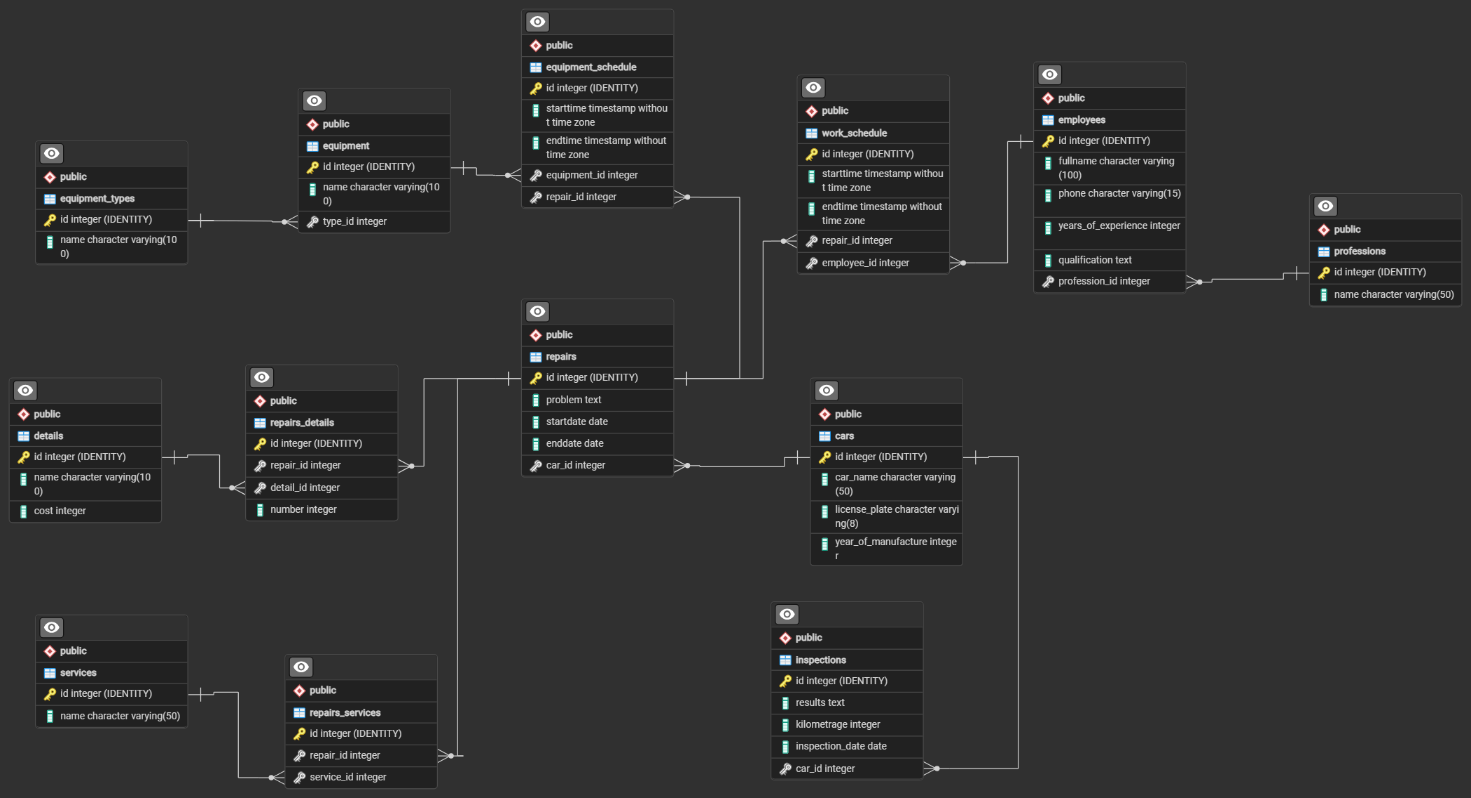 public
equipment_schedule
id integer (IDENTITY)
starttime timestamp withou
t time zone
endtime timestamp without
time zone
equipment_id integer
repair_id integer
public
equipment
id integer (IDENTITY)
name character varying(10
0)
type_id integer
public
equipment_types
id integer (IDENTITY)
name character varying(10
0)
public
work_schedule
id integer (IDENTITY)
starttime timestamp withou
t time zone
endtime timestamp without
time zone
repair_id integer
employee_id integer
public
employees
id integer (IDENTITY)
fullname character varying
(100)
phone character varying(15)
years_of_experience integer
qualification text
profession_id integer
public
professions
id integer (IDENTITY)
name character varying(50)
public
repairs
id integer (IDENTITY)
problem text
startdate date
enddate date
car_id integer
public
repairs_details
id integer (IDENTITY)
repair_id integer
detail_id integer
number integer
public
details
id integer (IDENTITY)
name character varying(10
0)
cost integer
public
cars
id integer (IDENTITY)
car_name character varying
(50)
license_plate character varyi
ng(8)
year_of_manufacture intege
r
public
services
id integer (IDENTITY)
name character varying(50)
public
repairs_services
id integer (IDENTITY)
repair_id integer
service_id integer
public
inspections
id integer (IDENTITY)
results text
kilometrage integer
inspection_date date
car_id integer